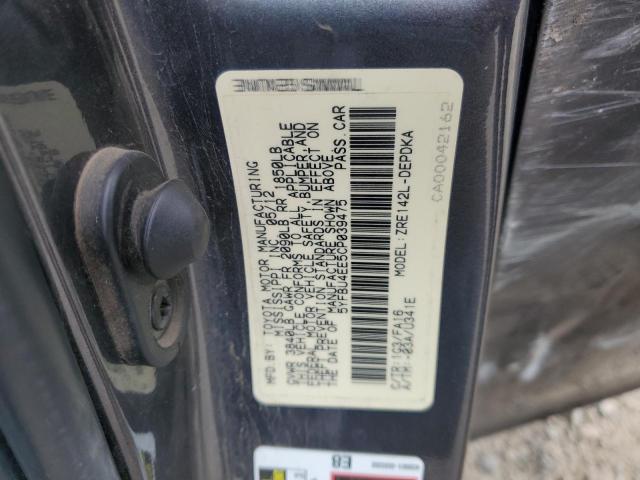 MFD. BY: TOYOTA MOTOR MANUFACTURING
MISSISSIPPI INC. 05/12
GVWR 3840LB GAWR FR 2090LB RR 1850LB
THIS VEHICLE CONFORMS TO ALL APPLICABLE
FEDERAL MOTOR VEHICLE SAFETY, BUMPER, AND
THEFT PREVENTION STANDARDS IN EFFECT ON
THE DATE OF MANUFACTURE SHOWN ABOVE.
5YFBU4EE5CP039475 PASS. CAR
C/TR: 1G3/FA16 MODEL: ZRE142L-DEPDKA
A/TM: -03A/U341E
CA00042162
E8